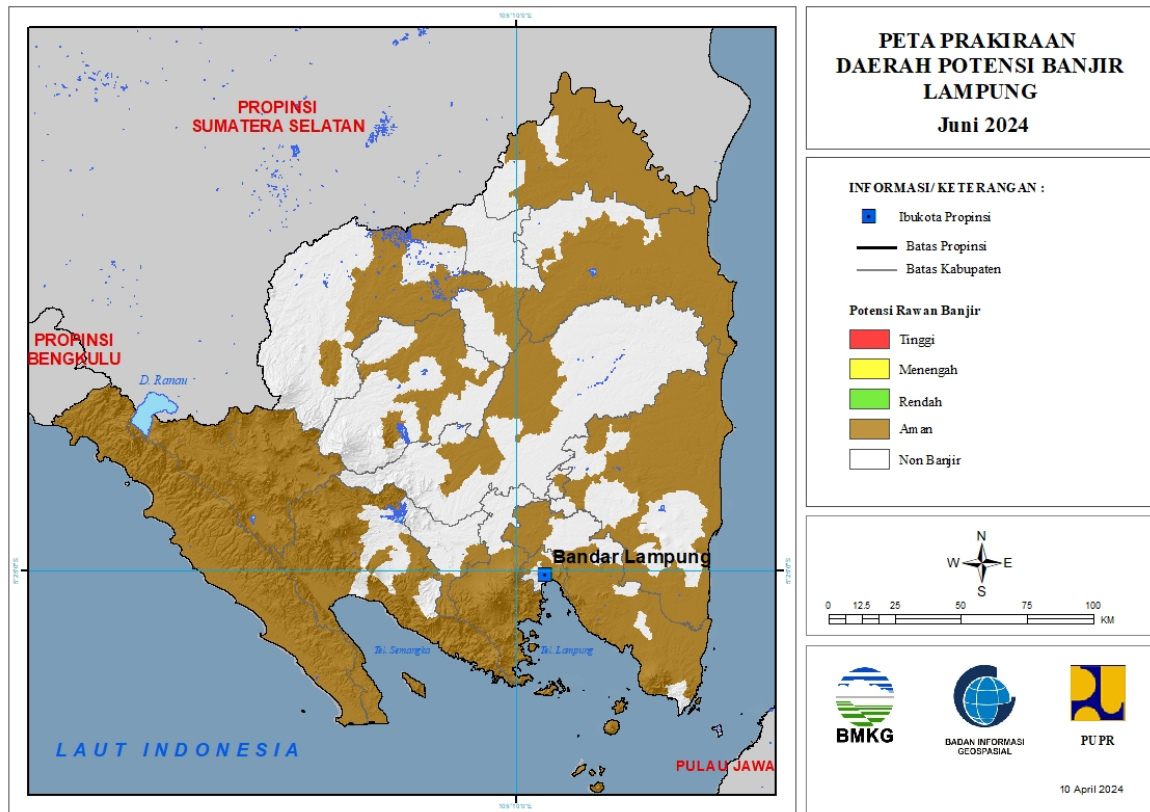 PROPINSI
SUMATERA SELATAN
PROPINSI
BENGKULU
D. Ranau
Bandar Lampung
Tel. Semangka
Tel. Lampung
LAUT INDONESIA
PULAU JAWA
PETA PRAKIRAAN
DAERAH POTENSI BANJIR
LAMPUNG
Juni 2024
INFORMASI/KETERANGAN :
Ibukota Propinsi
Batas Propinsi
Batas Kabupaten
Potensi Rawan Banjir
Tinggi
Menengah
Rendah
Aman
Non Banjir
N
W E
S
0 12.5 25 50 75 100
KM
BMKG
BADAN INFORMASI
GEOSPASIAL
PUPR
10 April 2024